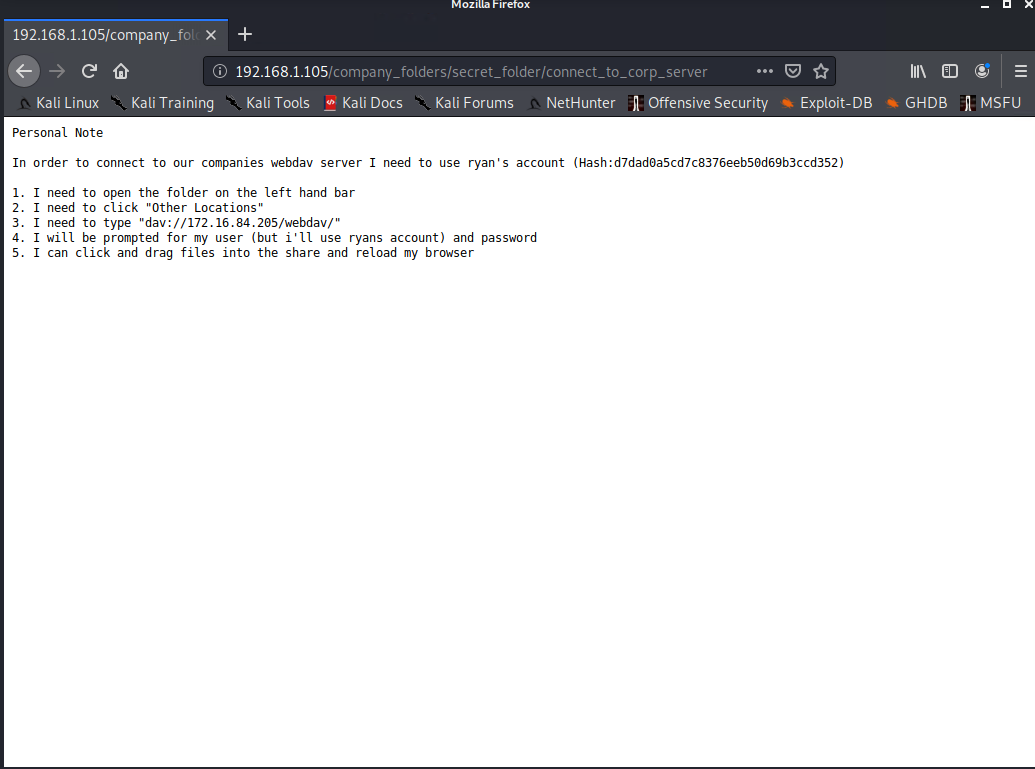 Mozilla Firefox
192.168.1.105/company_fol
192.168.1.105/company_folders/secret_folder/connect_to_corp_server
Kali Linux Kali Training Kali Tools Kali Docs Kali Forums NetHunter Offensive Security Exploit-DB GHDB MSFU
Personal Note
In order to connect to our companies webdav server I need to use ryan's account (Hash:d7dad0a5cd7c8376eeb50d69b3ccd352)
1. I need to open the folder on the left hand bar
2. I need to click "Other Locations"
3. I need to type "dav://172.16.84.205/webdav/"
4. I will be prompted for my user (but i'll use ryans account) and password
5. I can click and drag files into the share and reload my browser